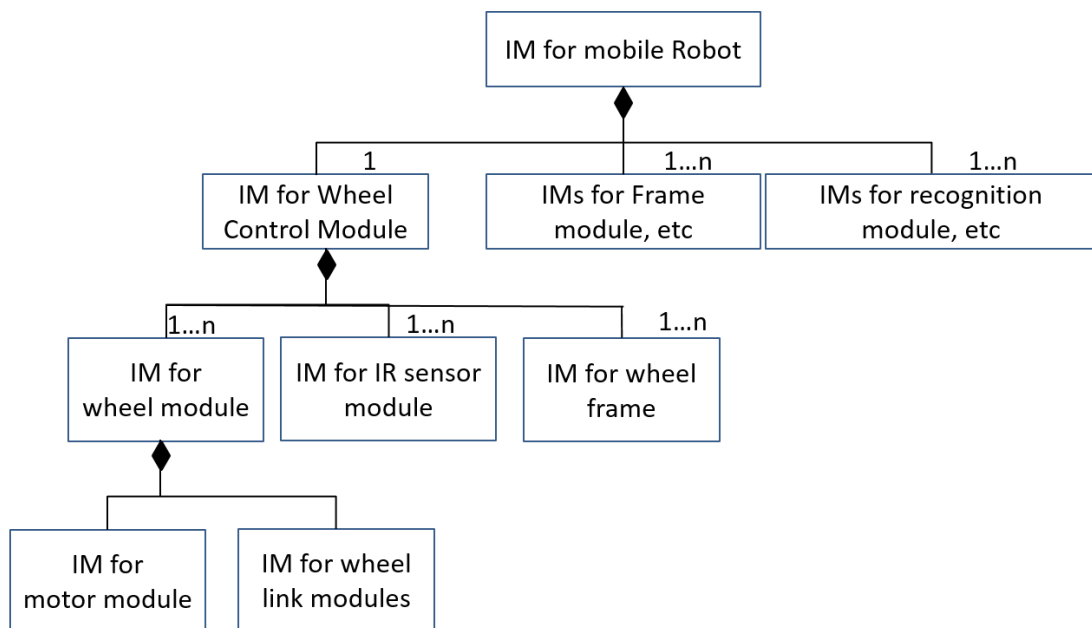 IM for mobile Robot
1
1...n
1...n
IM for Wheel
Control Module
IMs for Frame
module, etc
IMs for recognition
module, etc
1...n
1...n
1...n
IM for
wheel module
IM for IR sensor
module
IM for wheel
frame
IM for
motor module
IM for wheel
link modules